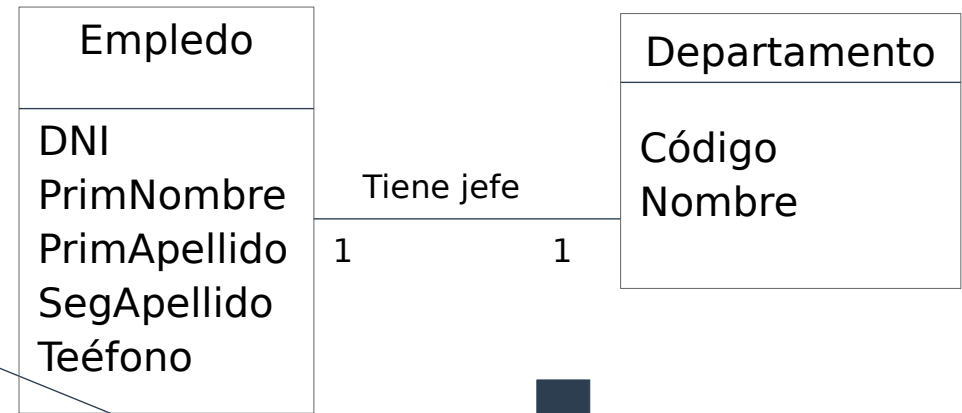 Empledo
DNI
PrimNombre
PrimApellido
SegApellido
Teéfono
Tiene jefe
1
1
Departamento
Código
Nombre